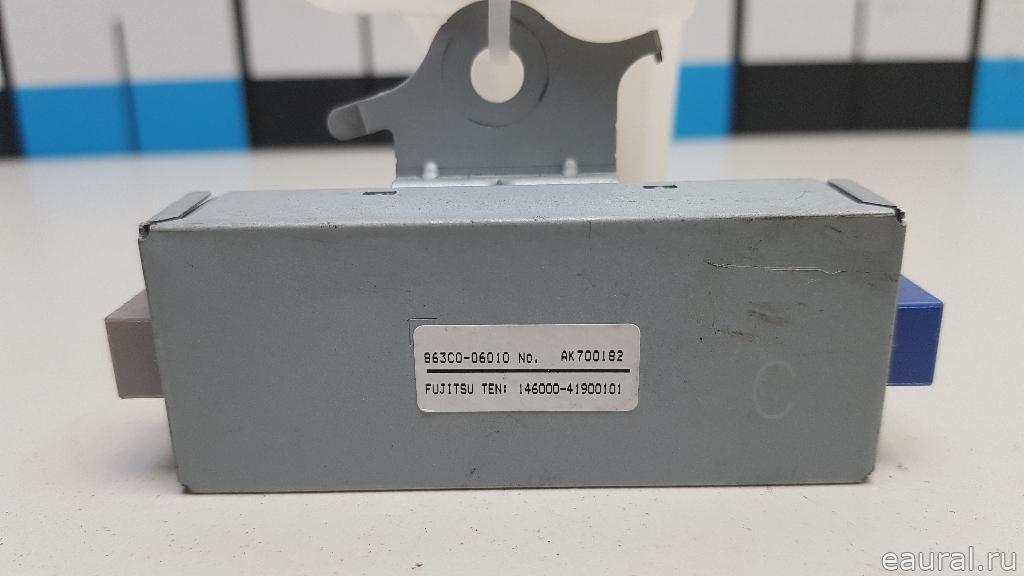 863C0-06010 No. AK700182
FUJITSU TEN: 146000-41900101
C
eaural.ru